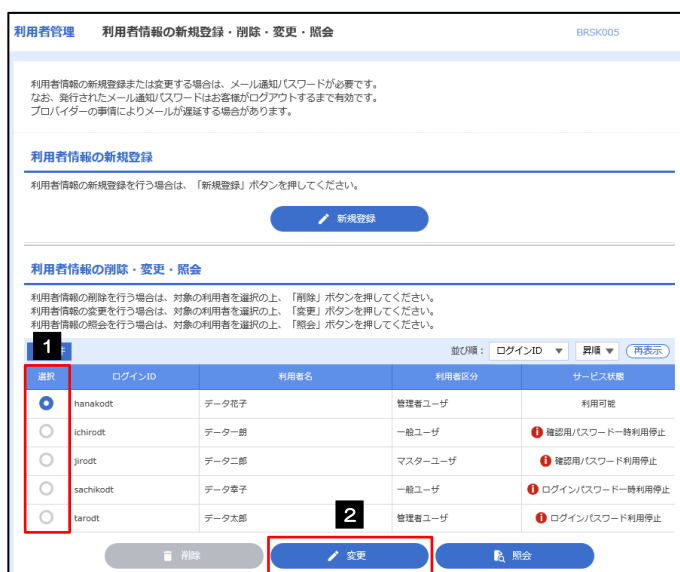 利用者管理 利用者情報の新規登録・削除・変更・照会 BRSK005
利用者情報の新規登録または変更する場合は、メール通知パスワードが必要です。
なお、発行されたメール通知パスワードはお客様がログアウトするまで有効です。
プロバイダーの事情によりメールが遅延する場合があります。
利用者情報の新規登録
利用者情報の新規登録を行う場合は、「新規登録」ボタンを押してください。
新規登録
利用者情報の削除・変更・照会
利用者情報の削除を行う場合は、対象の利用者を選択の上、「削除」ボタンを押してください。
利用者情報の変更を行う場合は、対象の利用者を選択の上、「変更」ボタンを押してください。
利用者情報の照会を行う場合は、対象の利用者を選択の上、「照会」ボタンを押してください。
1 件 並び順： ログインID ▼ 昇順 ▼ 再表示
選択 ログインID 利用者名 利用者区分 サービス状態
hanakodt データ花子 管理者ユーザ 利用可能
ichirodt データ一朗 一般ユーザ 確認用パスワード一時利用停止
jirodt データ二郎 マスターユーザ 確認用パスワード利用停止
sachikodt データ幸子 一般ユーザ ログインパスワード一時利用停止
tarodt データ太郎 管理者ユーザ ログインパスワード利用停止
2
削除 変更 照会